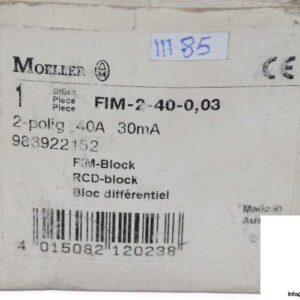 III 85
MOELLER
CE
1 Stück
Piece
Piece
FIM-2-40-0,03
2-polig 40A 30mA
983922152
FIM-Block
RCD-block
Bloc différentiel
Made in
4 015082 120238